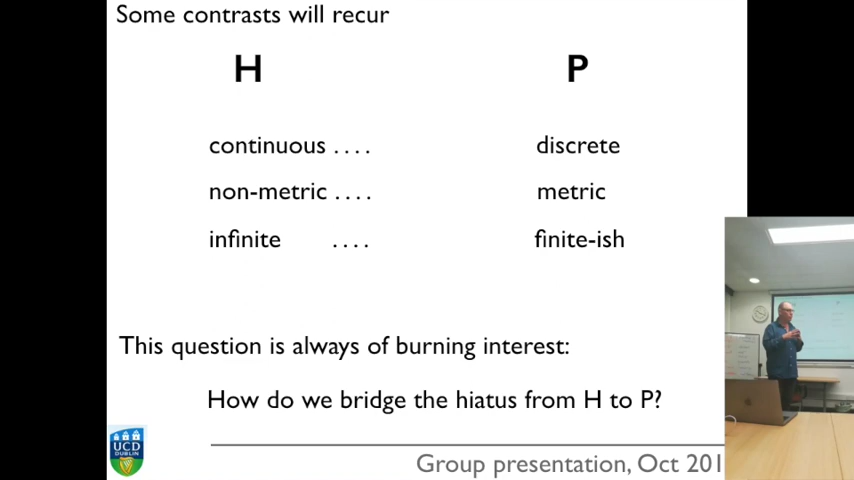 Some contrasts will recur
H P
continuous .... discrete
non-metric .... metric
infinite .... finite-ish
This question is always of burning interest:
How do we bridge the hiatus from H to P?
UCD
DUBLIN
Group presentation, Oct 201